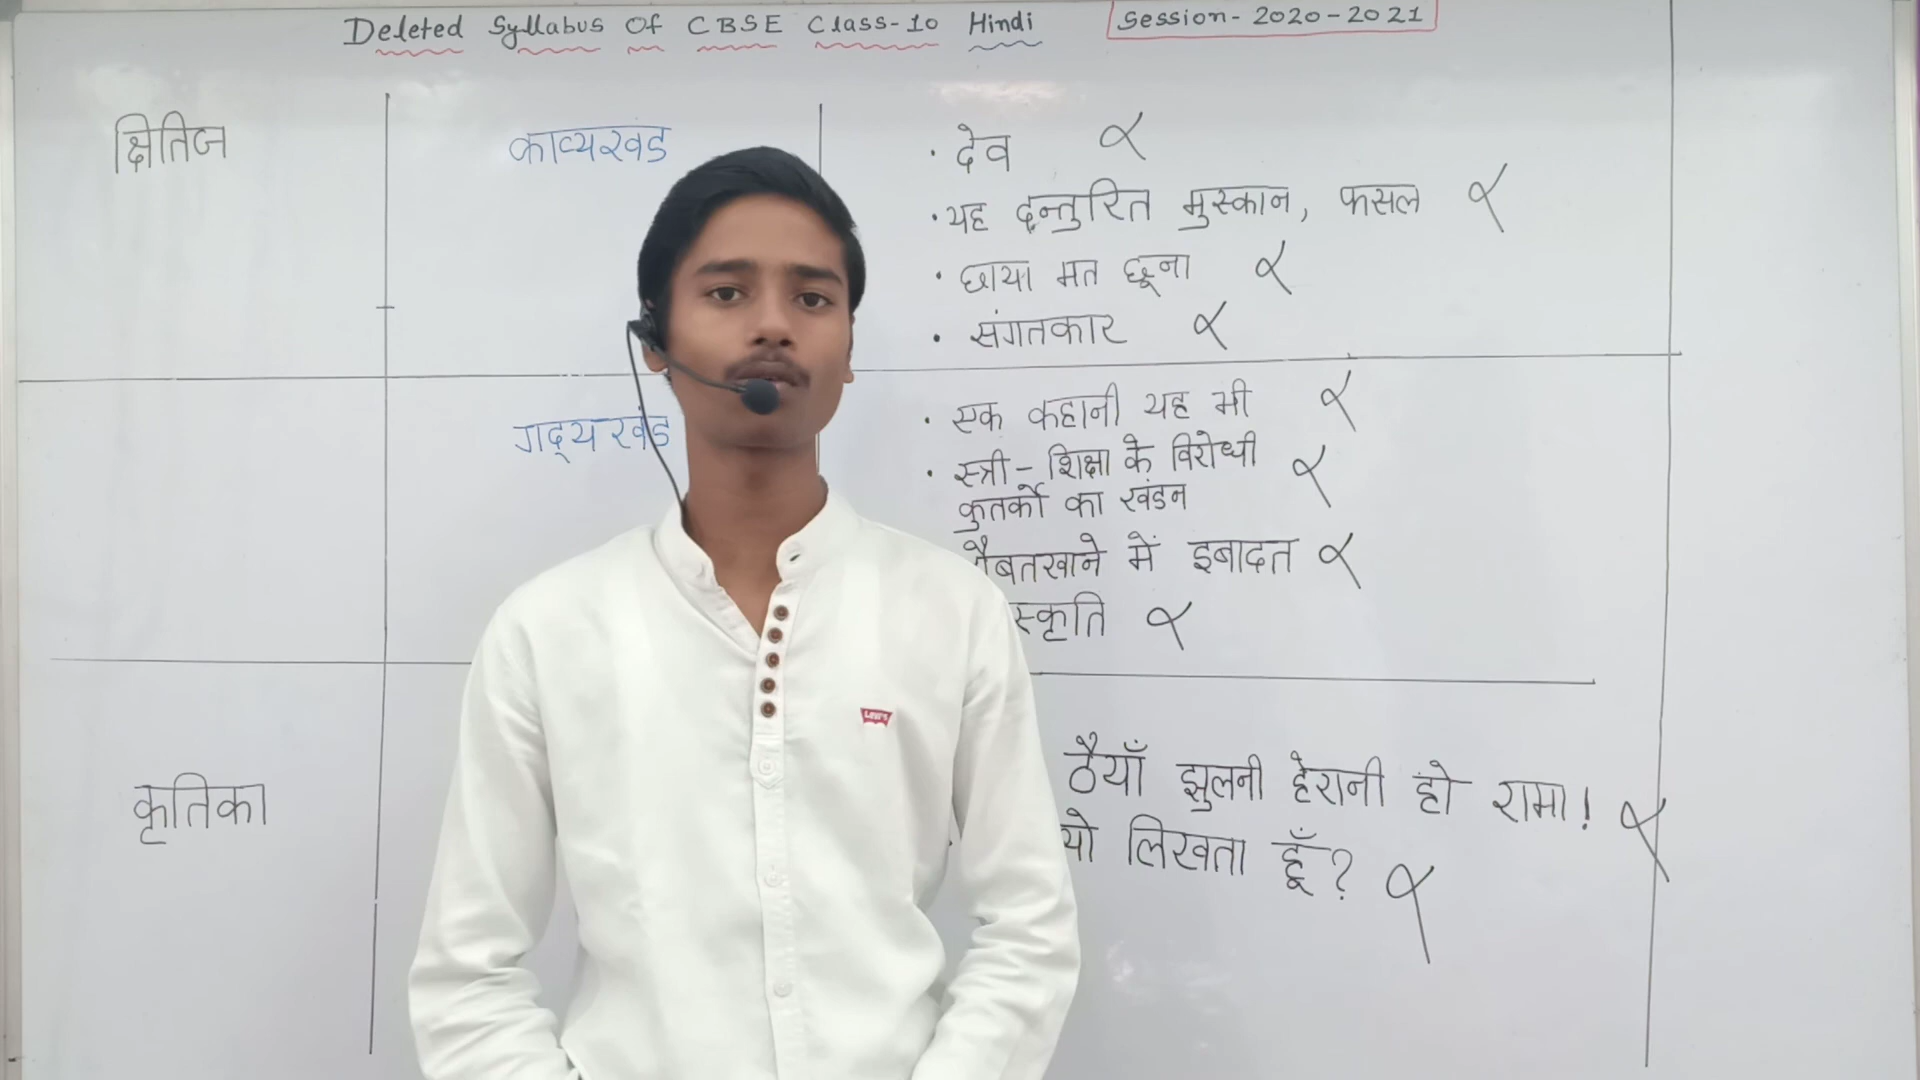 Deleted Syllabus Of CBSE Class-10 Hindi
Session-2020-2021
क्षितिज
काव्यखंड
• देव
• यह दन्तुरित मुस्कान, फसल
• छाया मत छूना
• संगतकार
गद्यखंड
• एक कहानी यह भी
• स्त्री-शिक्षा के विरोधी
कुतर्को का खंडन
में इबादत
कृतिका
ठैयाँ झुलनी हेरानी हो रामा!
लिखता हूँ?
Levi's